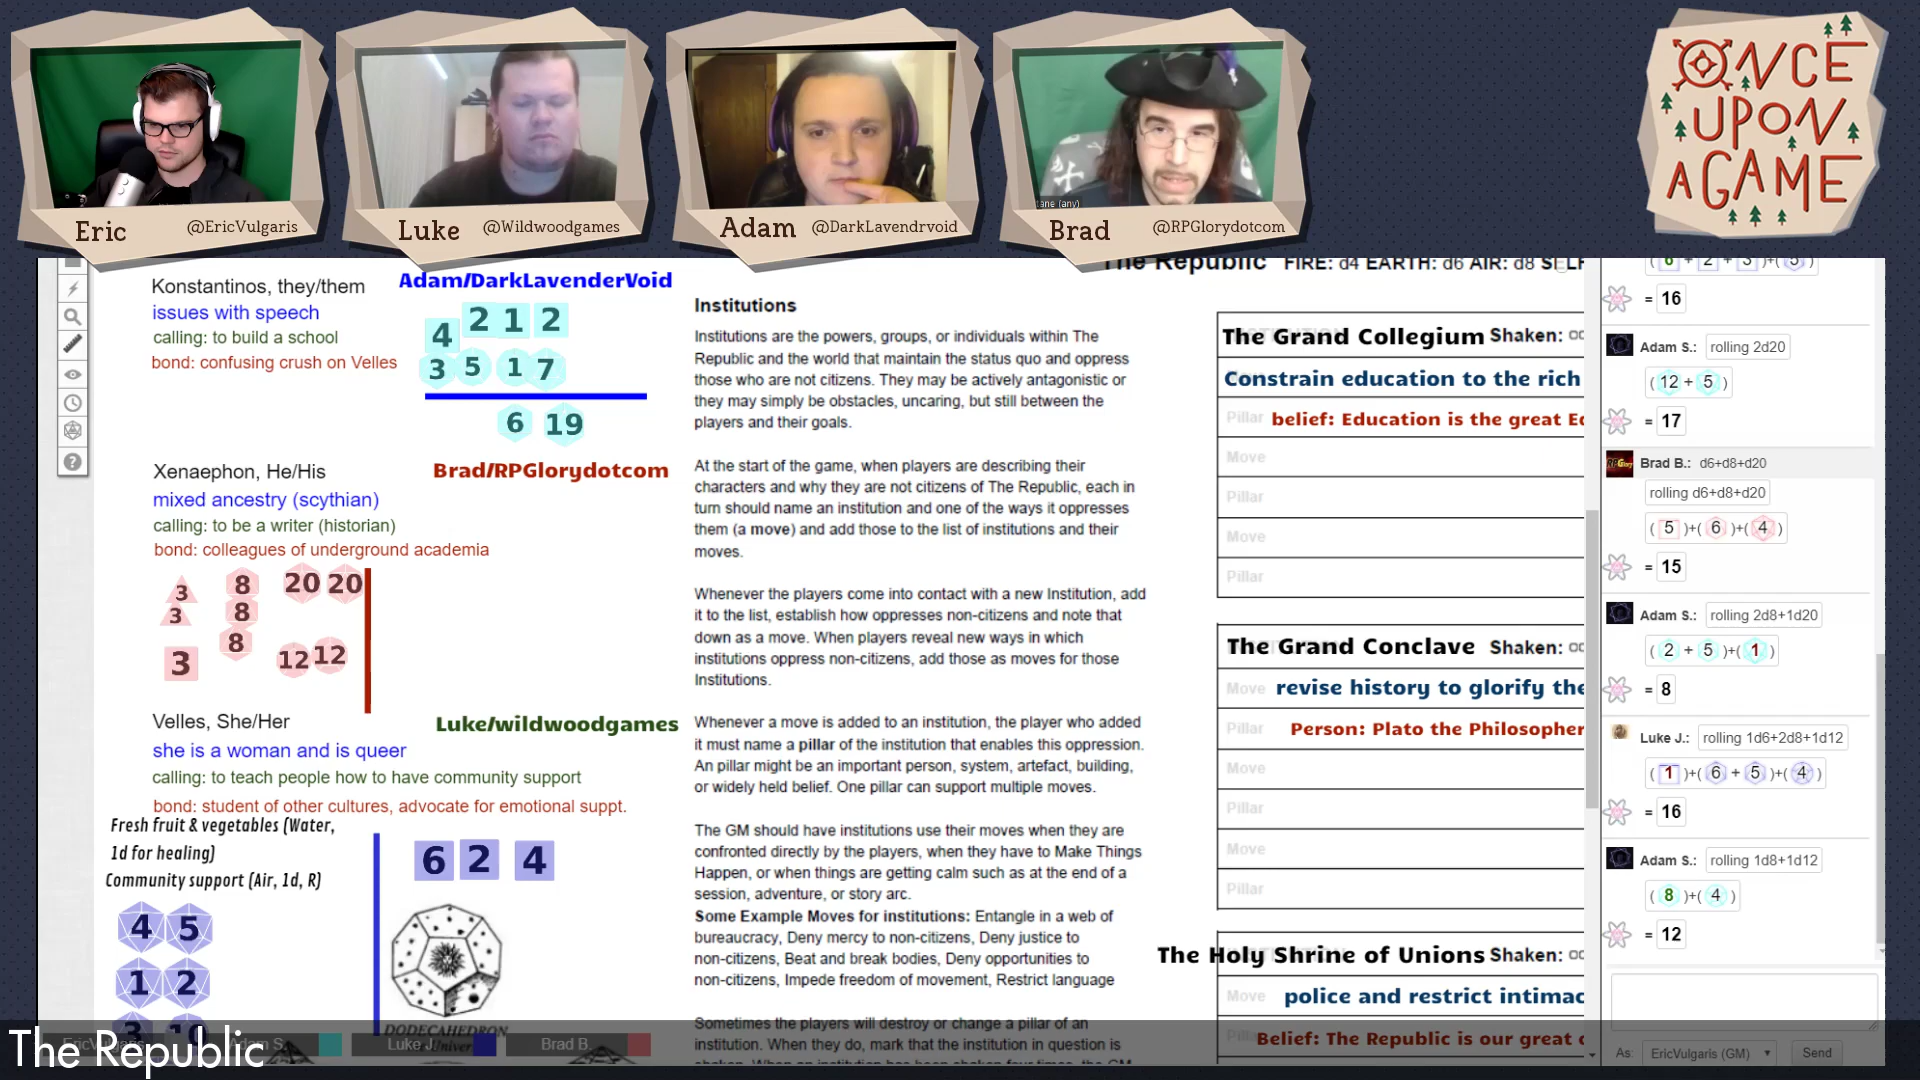 Eric @EricVulgaris
Luke @Wildwoodgames
Adam @DarkLavendrvoid
ane (any)
Brad @RPGlorydotcom
ONCE
UPON
A GAME
Konstantinos, they/them
issues with speech
calling: to build a school
bond: confusing crush on Velles
Adam/DarkLavenderVoid
4 2 1 2
3 5 1 7
6 19
Xenaephon, He/His
mixed ancestry (scythian)
calling: to be a writer (historian)
bond: colleagues of underground academia
Brad/RPGlorydotcom
3 8 20 20
3 8
8
3 12 12
Velles, She/Her
she is a woman and is queer
calling: to teach people how to have community support
bond: student of other cultures, advocate for emotional suppt.
Luke/wildwoodgames
Fresh fruit & vegetables (Water,
1d for healing)
Community support (Air, 1d, R)
6 2 4
4 5
1 2
3 10
DODECAHEDRON
The Republic FIRE: d4 EARTH: d6 AIR: d8 SELF
Institutions
Institutions are the powers, groups, or individuals within The
Republic and the world that maintain the status quo and oppress
those who are not citizens. They may be actively antagonistic or
they may simply be obstacles, uncaring, but still between the
players and their goals.
At the start of the game, when players are describing their
characters and why they are not citizens of The Republic, each in
turn should name an institution and one of the ways it oppresses
them (a move) and add those to the list of institutions and their
moves.
Whenever the players come into contact with a new Institution, add
it to the list, establish how oppresses non-citizens and note that
down as a move. When players reveal new ways in which
institutions oppress non-citizens, add those as moves for those
Institutions.
Whenever a move is added to an institution, the player who added
it must name a pillar of the institution that enables this oppression.
An pillar might be an important person, system, artefact, building,
or widely held belief. One pillar can support multiple moves.
The GM should have institutions use their moves when they are
confronted directly by the players, when they have to Make Things
Happen, or when things are getting calm such as at the end of a
session, adventure, or story arc.
Some Example Moves for institutions: Entangle in a web of
bureaucracy, Deny mercy to non-citizens, Deny justice to
non-citizens, Beat and break bodies, Deny opportunities to
non-citizens, Impede freedom of movement, Restrict language
Sometimes the players will destroy or change a pillar of an
institution. When they do, mark that the institution in question is
The Grand Collegium Shaken:
Constrain education to the rich
Pillar belief: Education is the great Ec
Move
Pillar
Move
Pillar
The Grand Conclave Shaken:
Move revise history to glorify the
Pillar Person: Plato the Philosopher
Move
Pillar
Move
Pillar
The Holy Shrine of Unions Shaken:
Move police and restrict intimac
Belief: The Republic is our great c
( 6 + 2 + 3 )+( 5 )
= 16
Adam S.: rolling 2d20
( 12 + 5 )
= 17
Brad B.: d6+d8+d20
rolling d6+d8+d20
( 5 )+( 6 )+( 4 )
= 15
Adam S.: rolling 2d8+1d20
( 2 + 5 )+( 1 )
= 8
Luke J.: rolling 1d6+2d8+1d12
( 1 )+( 6 + 5 )+( 4 )
= 16
Adam S.: rolling 1d8+1d12
( 8 )+( 4 )
= 12
As: EricVulgaris (GM) Send
EricVulgaris Adam S. Luke J. Brad B.
The Republic